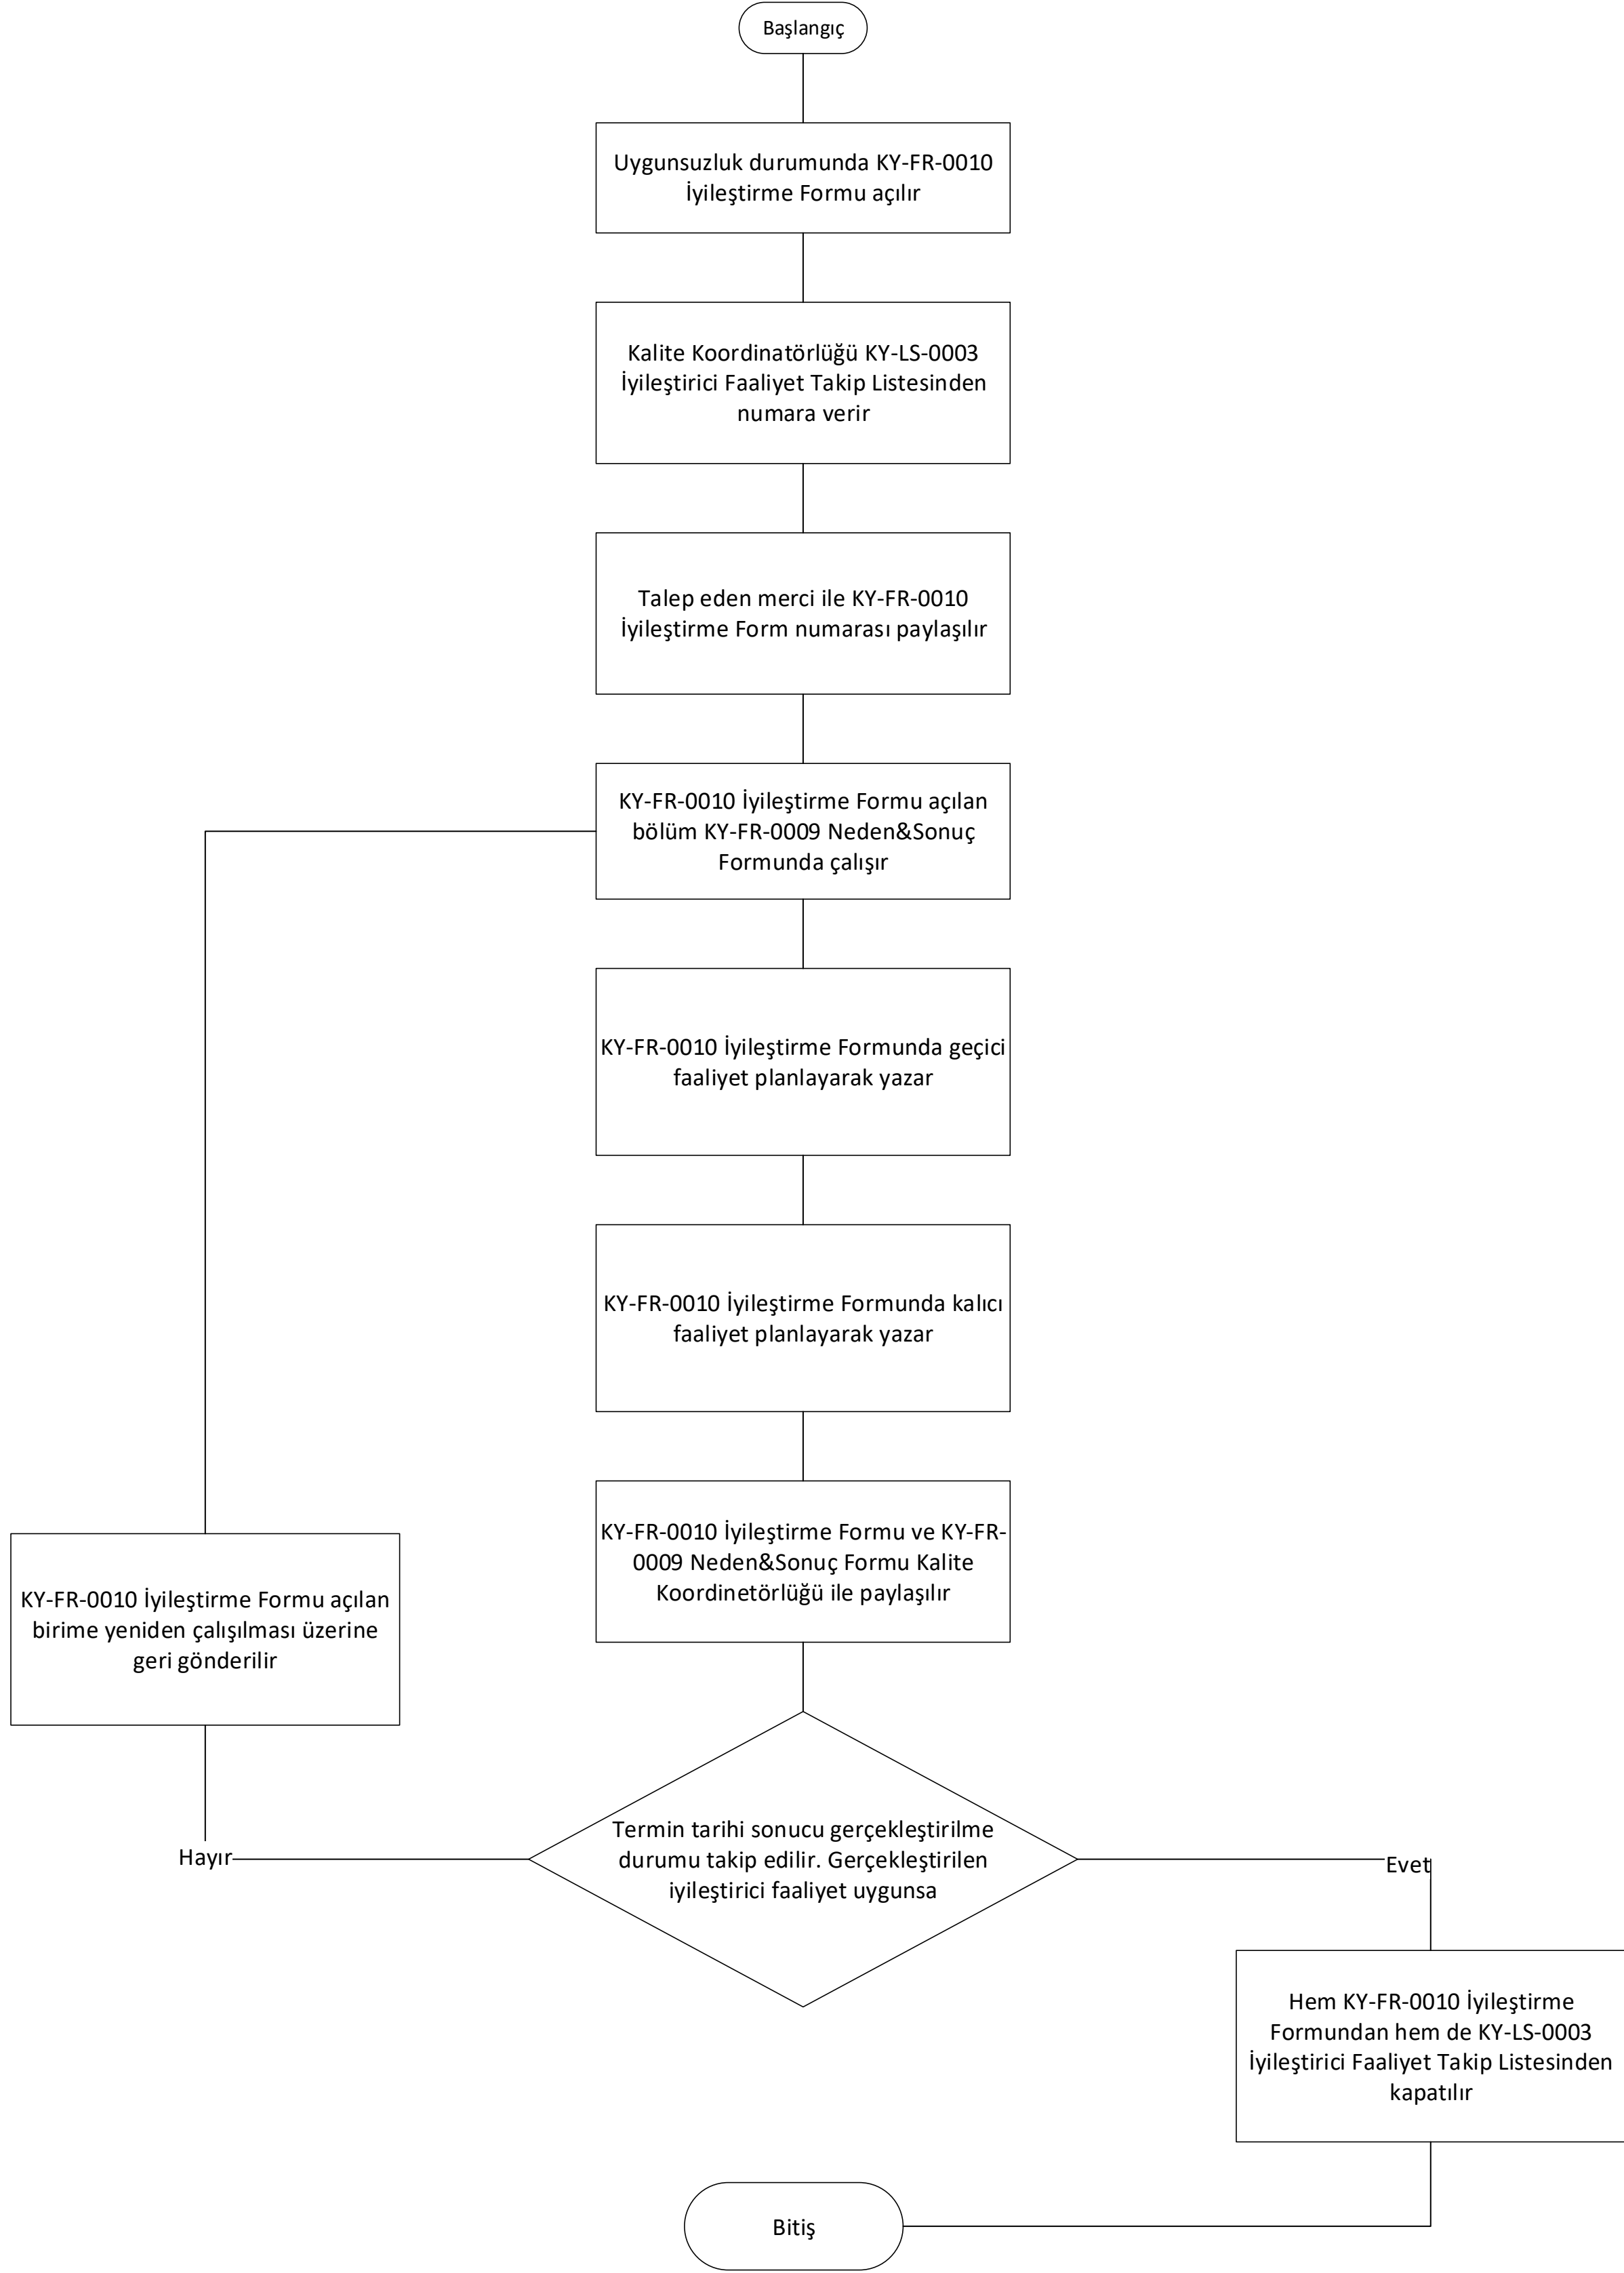 Başlangıç
Uygunsuzluk durumunda KY-FR-0010
İyileştirme Formu açılır
Kalite Koordinatörlüğü KY-LS-0003
İyileştirici Faaliyet Takip Listesinden
numara verir
Talep eden merci ile KY-FR-0010
İyileştirme Form numarası paylaşılır
KY-FR-0010 İyileştirme Formu açılan
bölüm KY-FR-0009 Neden&Sonuç
Formunda çalışır
KY-FR-0010 İyileştirme Formunda geçici
faaliyet planlayarak yazar
KY-FR-0010 İyileştirme Formunda kalıcı
faaliyet planlayarak yazar
KY-FR-0010 İyileştirme Formu ve KY-FR-
0009 Neden&Sonuç Formu Kalite
Koordinetörlüğü ile paylaşılır
KY-FR-0010 İyileştirme Formu açılan
birime yeniden çalışılması üzerine
geri gönderilir
Termin tarihi sonucu gerçekleştirilme
durumu takip edilir. Gerçekleştirilen
iyileştirici faaliyet uygunsa
Hayır
Evet
Hem KY-FR-0010 İyileştirme
Formundan hem de KY-LS-0003
İyileştirici Faaliyet Takip Listesinden
kapatılır
Bitiş